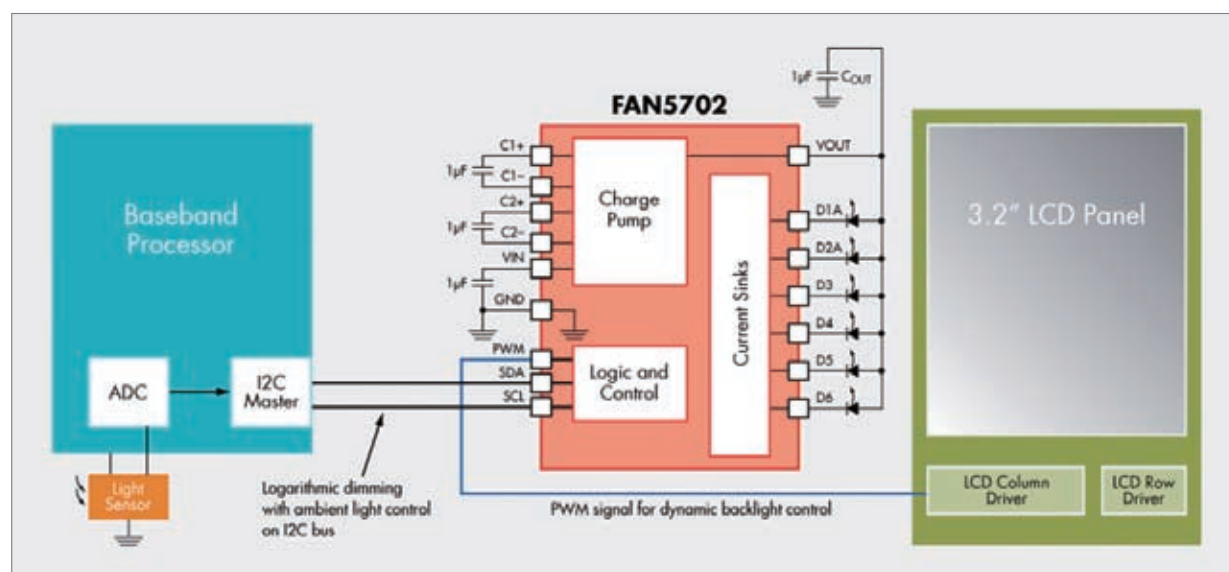 FAN5702
1µF
COUT
Baseband
Processor
ADC
I2C
Master
Light
Sensor
Logarithmic dimming
with ambient light control
on I2C bus
C1+
1µF
C1–
C2+
1µF
C2–
VIN
1µF
GND
PWM
SDA
SCL
Charge
Pump
Logic and
Control
Current Sinks
VOUT
D1A
D2A
D3
D4
D5
D6
PWM signal for dynamic backlight control
3.2" LCD Panel
LCD Column
Driver
LCD Row
Driver